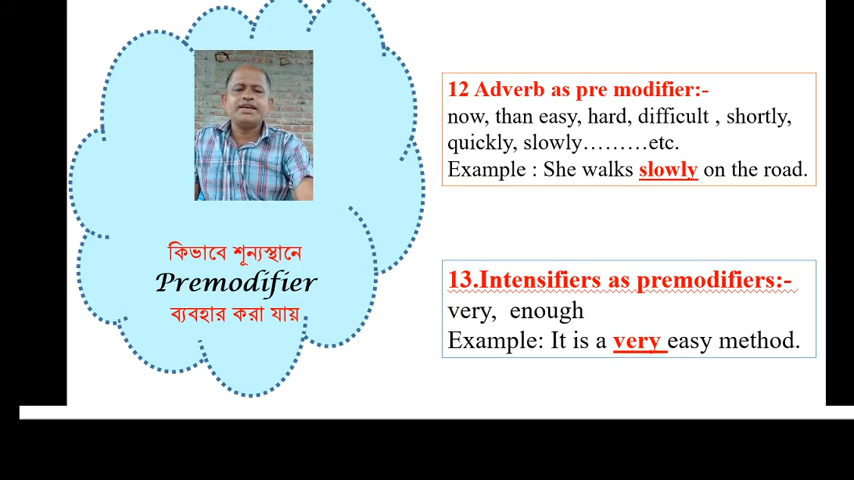 কিভাবে শূন্যস্থানে
Premodifier
ব্যবহার করা যায়
12 Adverb as pre modifier:-
now, than easy, hard, difficult , shortly,
quickly, slowly………etc.
Example : She walks slowly on the road.
13.Intensifiers as premodifiers:-
very, enough
Example: It is a very easy method.